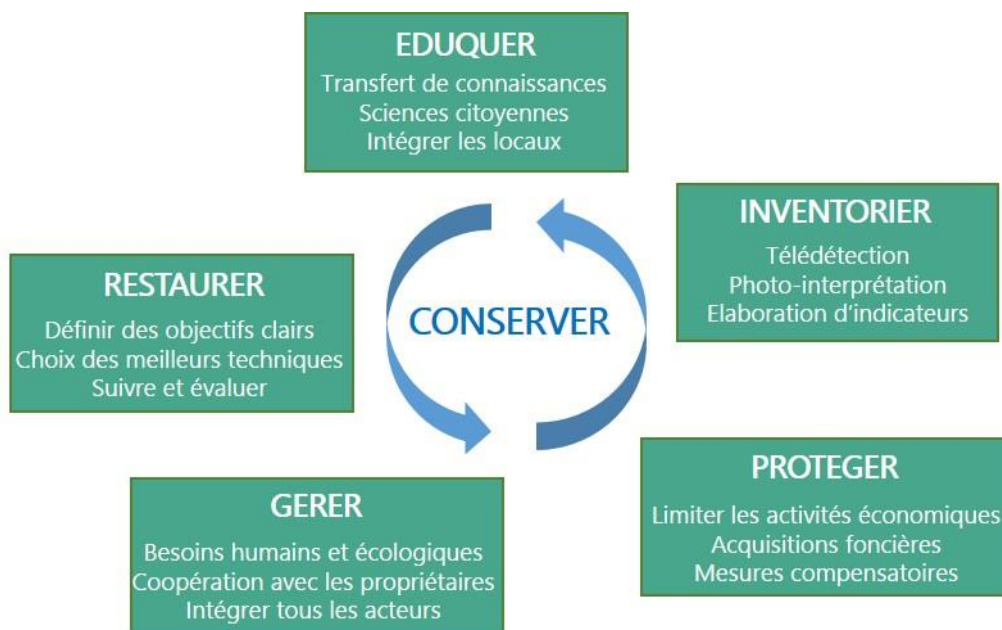 EDUQUER
Transfert de connaissances
Sciences citoyennes
Intégrer les locaux
INVENTORIER
Télédétection
Photo-interprétation
Elaboration d'indicateurs
RESTAURER
Définir des objectifs clairs
Choix des meilleurs techniques
Suivre et évaluer
CONSERVER
PROTEGER
Limiter les activités économiques
Acquisitions foncières
Mesures compensatoires
GERER
Besoins humains et écologiques
Coopération avec les propriétaires
Intégrer tous les acteurs